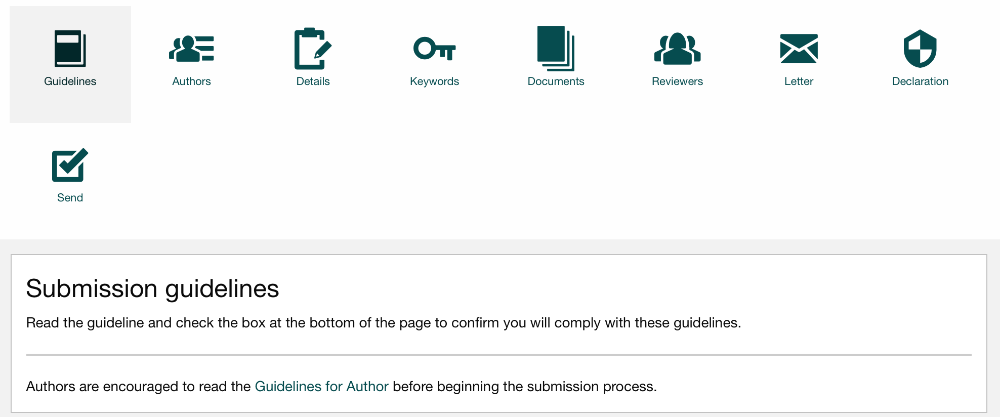 Guidelines
Authors
Details
Keywords
Documents
Reviewers
Letter
Declaration
Send
Submission guidelines
Read the guideline and check the box at the bottom of the page to confirm you will comply with these guidelines.
Authors are encouraged to read the Guidelines for Author before beginning the submission process.